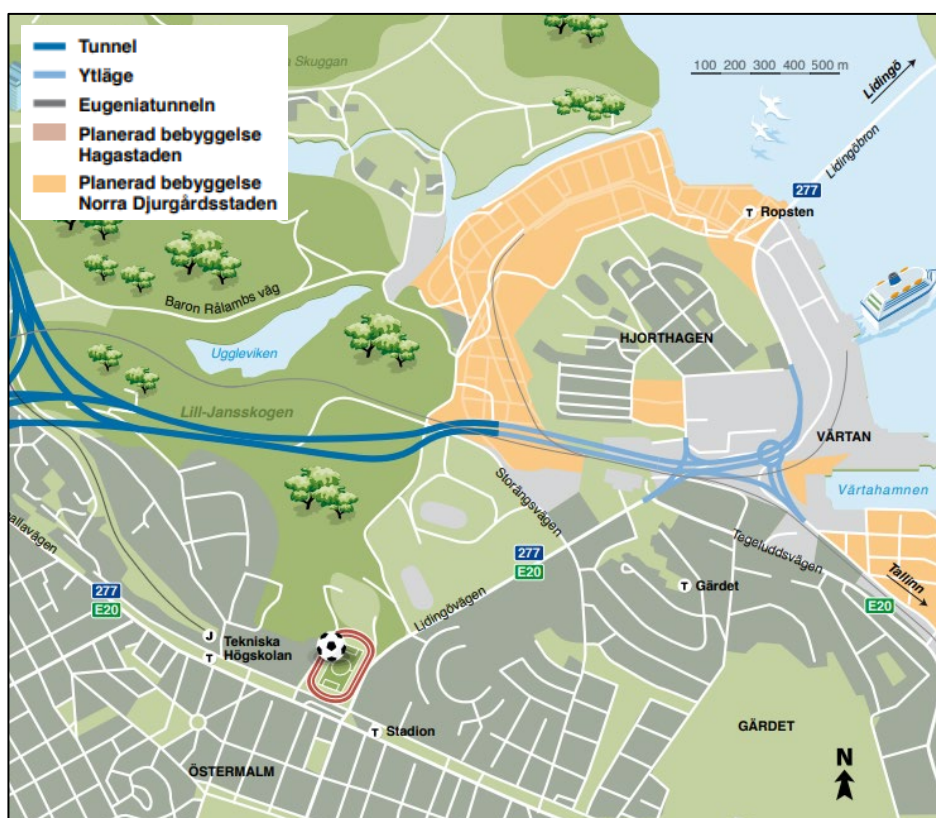 Tunnel
Ytläge
Eugeniatunneln
Planerad bebyggelse
Hagastaden
Planerad bebyggelse
Norra Djurgårdsstaden
Skuggan
100 200 300 400 500 m
Lidingö
Lidingöbron
277
T Ropsten
Baron Rålambs väg
Uggleviken
HJORTHAGEN
Lill-Jansskogen
VÄRTAN
Värtahamnen
Storängsvägen
Tegeluddsvägen
allavägen
277
E20
277
E20
Lidingövägen
T Gärdet
Tallinn
E20
J Tekniska
T Högskolan
T Stadion
GÄRDET
ÖSTERMALM
N